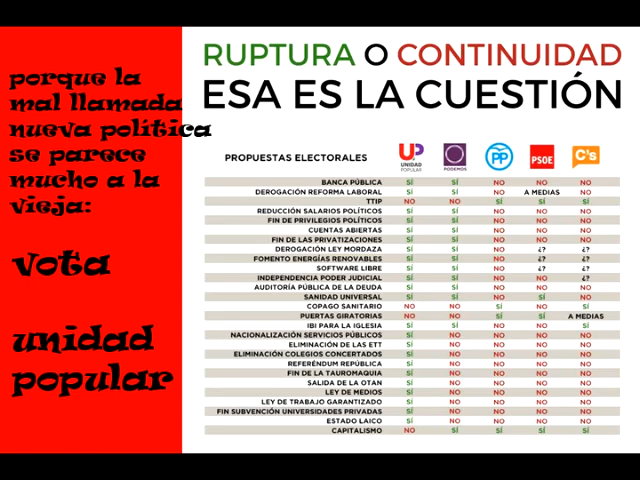 porque la
mal llamada
nueva política
se parece
mucho a la
vieja:
vota
unidad
popular
RUPTURA O CONTINUIDAD
ESA ES LA CUESTIÓN
PROPUESTAS ELECTORALES UP UNIDAD POPULAR PODEMOS PP PSOE C's
BANCA PÚBLICA SÍ SÍ NO NO NO
DEROGACIÓN REFORMA LABORAL SÍ SÍ NO A MEDIAS NO
TTIP NO NO SÍ SÍ SÍ
REDUCCIÓN SALARIOS POLÍTICOS SÍ SÍ NO NO NO
FIN DE PRIVILEGIOS POLÍTICOS SÍ SÍ NO NO NO
CUENTAS ABIERTAS SÍ SÍ NO NO NO
FIN DE LAS PRIVATIZACIONES SÍ SÍ NO NO NO
DEROGACIÓN LEY MORDAZA SÍ SÍ NO ¿? ¿?
FOMENTO ENERGÍAS RENOVABLES SÍ SÍ NO ¿? ¿?
SOFTWARE LIBRE SÍ SÍ NO NO ¿?
INDEPENDENCIA PODER JUDICIAL SÍ SÍ NO NO ¿?
AUDITORÍA PÚBLICA DE LA DEUDA SÍ SÍ NO NO NO
SANIDAD UNIVERSAL SÍ SÍ NO SÍ NO
COPAGO SANITARIO NO NO SÍ NO SÍ
PUERTAS GIRATORIAS NO NO SÍ SÍ A MEDIAS
IBI PARA LA IGLESIA SÍ SÍ NO NO SÍ
NACIONALIZACIÓN SERVICIOS PÚBLICOS SÍ NO NO NO NO
ELIMINACIÓN DE LAS ETT SÍ NO NO NO NO
ELIMINACIÓN COLEGIOS CONCERTADOS SÍ NO NO NO NO
REFERÉNDUM REPÚBLICA SÍ NO NO NO NO
FIN DE LA TAUROMAQUIA SÍ NO NO NO NO
SALIDA DE LA OTAN SÍ NO NO NO NO
LEY DE MEDIOS SÍ NO NO NO NO
LEY DE TRABAJO GARANTIZADO SÍ NO NO NO NO
FIN SUBVENCIÓN UNIVERSIDADES PRIVADAS SÍ NO NO NO NO
ESTADO LAICO SÍ NO NO NO NO
CAPITALISMO NO SÍ SÍ SÍ SÍ